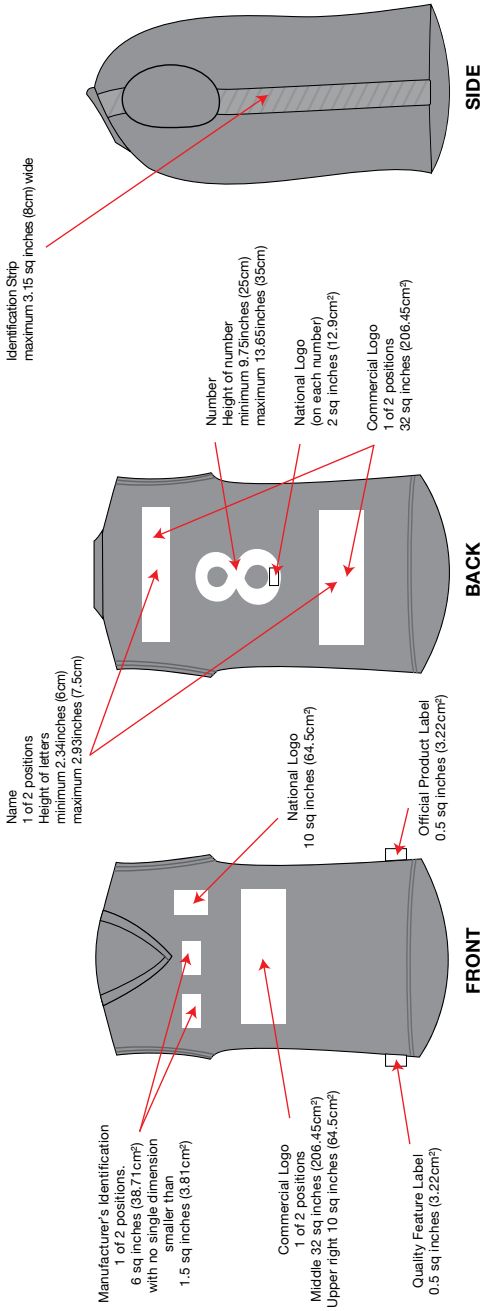 Manufacturer's Identification
1 of 2 positions.
6 sq inches (38.71cm²)
with no single dimension
smaller than
1.5 sq inches (3.81cm²)
Commercial Logo
1 of 2 positions
Middle 32 sq inches (206.45cm²)
Upper right 10 sq inches (64.5cm²)
Quality Feature Label
0.5 sq inches (3.22cm²)
National Logo
10 sq inches (64.5cm²)
Official Product Label
0.5 sq inches (3.22cm²)
FRONT
Name
1 of 2 positions
Height of letters
minimum 2.34inches (6cm)
maximum 2.93inches (7.5cm)
8
Number
Height of number
minimum 9.75inches (25cm)
maximum 13.65inches (35cm)
National Logo
(on each number)
2 sq inches (12.9cm²)
Commercial Logo
1 of 2 positions
32 sq inches (206.45cm²)
BACK
Identification Strip
maximum 3.15 sq inches (8cm) wide
SIDE